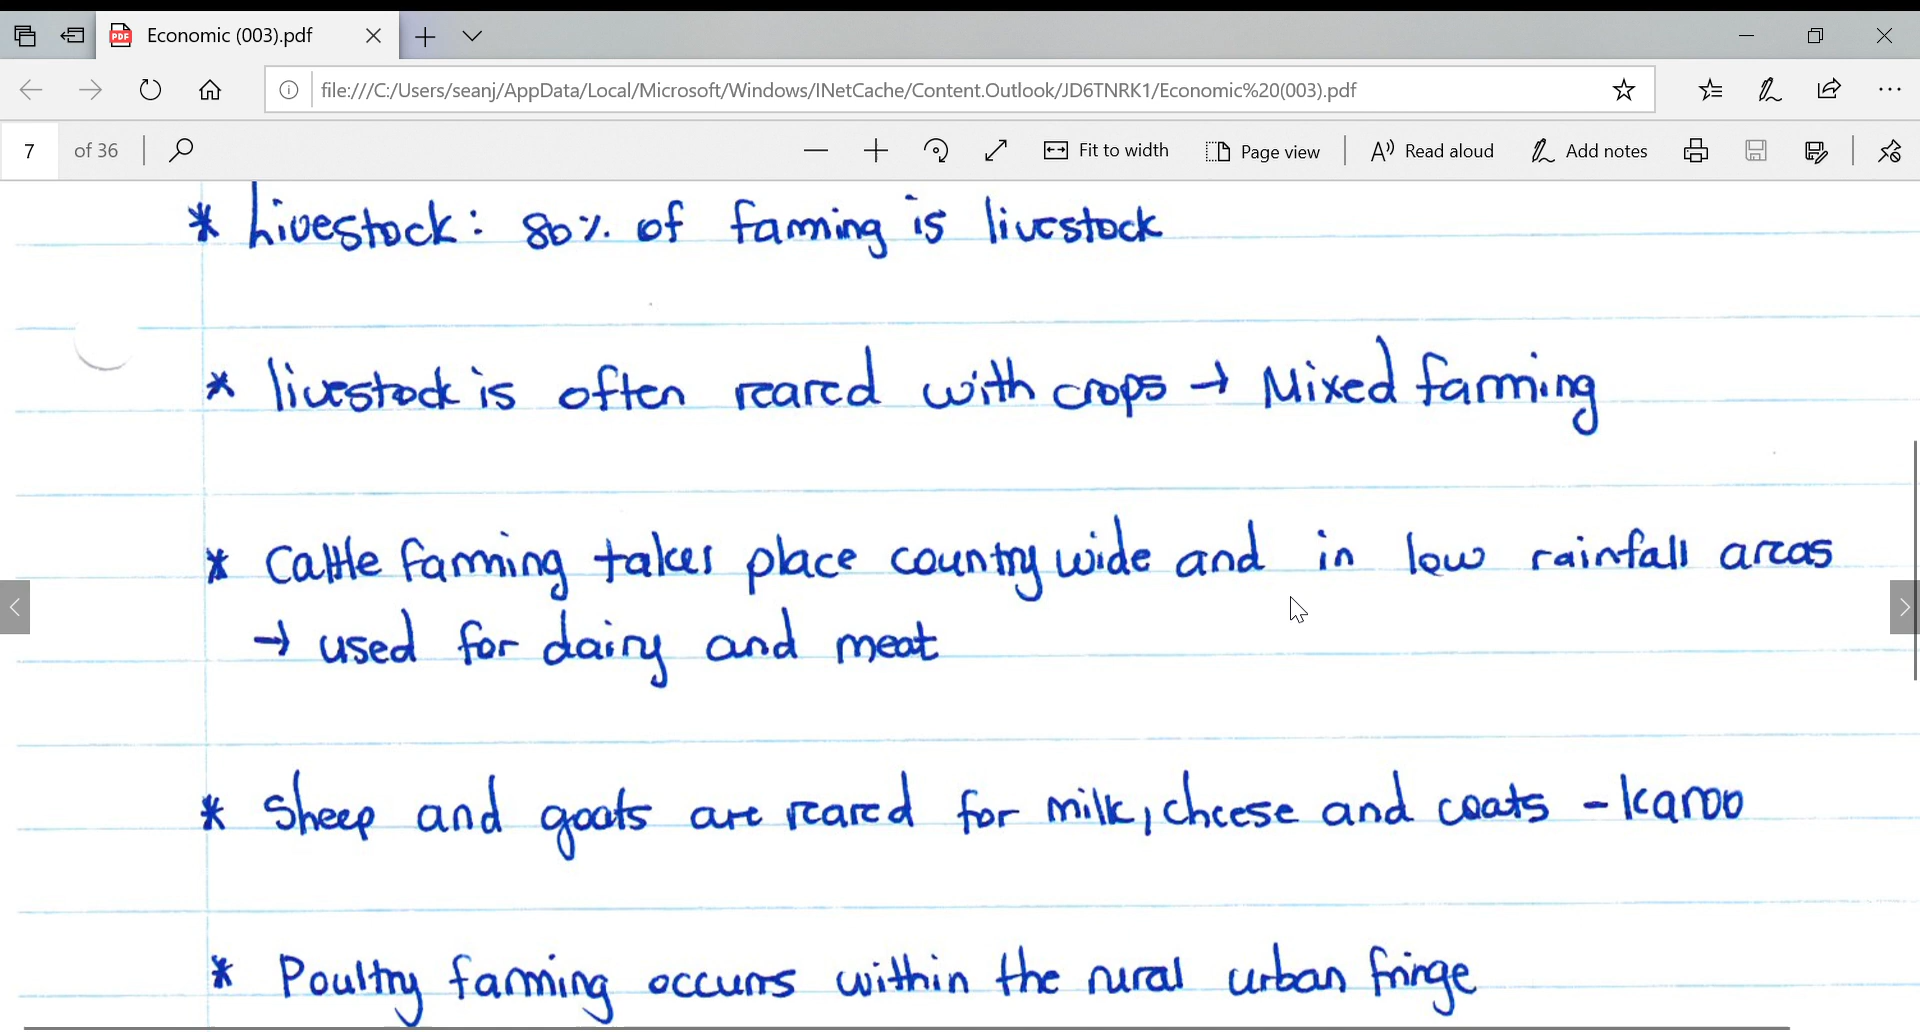 Economic (003).pdf
file:///C:/Users/seanj/AppData/Local/Microsoft/Windows/INetCache/Content.Outlook/JD6TNRK1/Economic%20(003).pdf
7 of 36 Fit to width Page view Read aloud Add notes
* Livestock: 80% of farming is livestock
* livestock is often reared with crops → Mixed farming
* Cattle farming takes place country wide and in low rainfall areas
→ used for dairy and meat
* Sheep and goats are reared for milk, cheese and coats - Karoo
* Poultry farming occurrs within the rural urban fringe